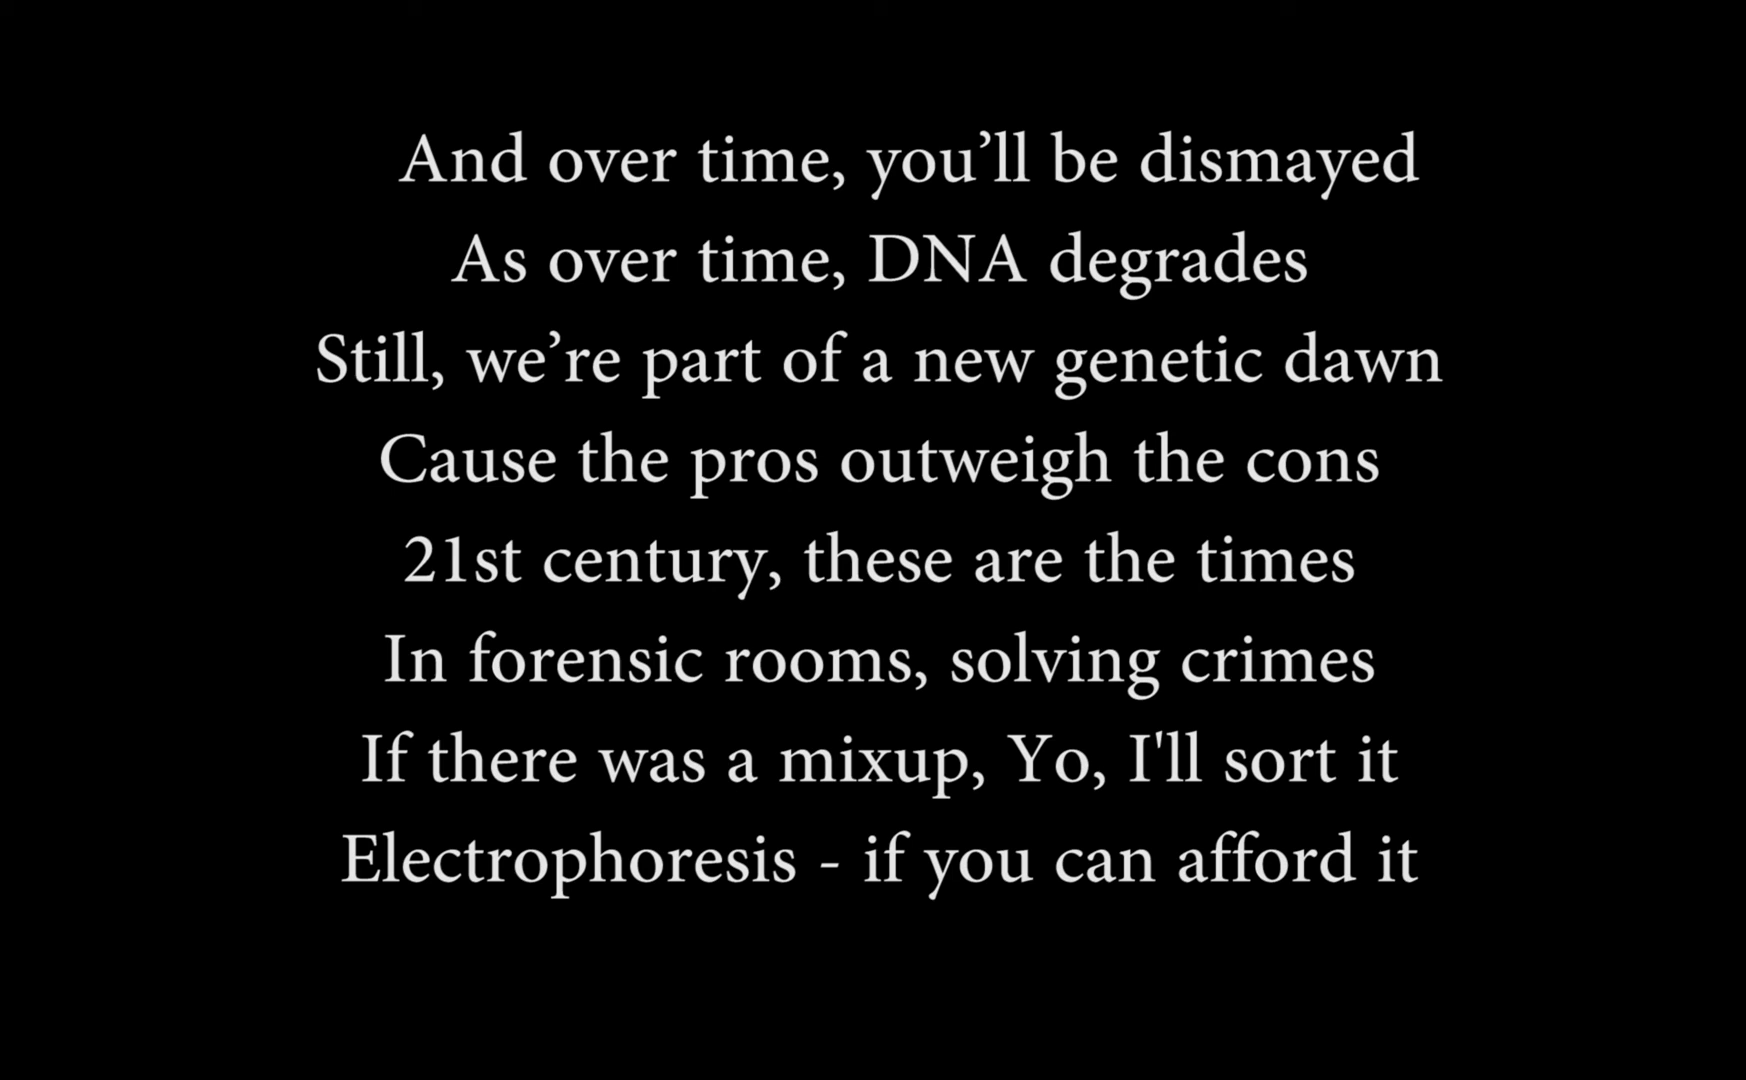 And over time, you’ll be dismayed
As over time, DNA degrades
Still, we’re part of a new genetic dawn
Cause the pros outweigh the cons
21st century, these are the times
In forensic rooms, solving crimes
If there was a mixup, Yo, I'll sort it
Electrophoresis - if you can afford it